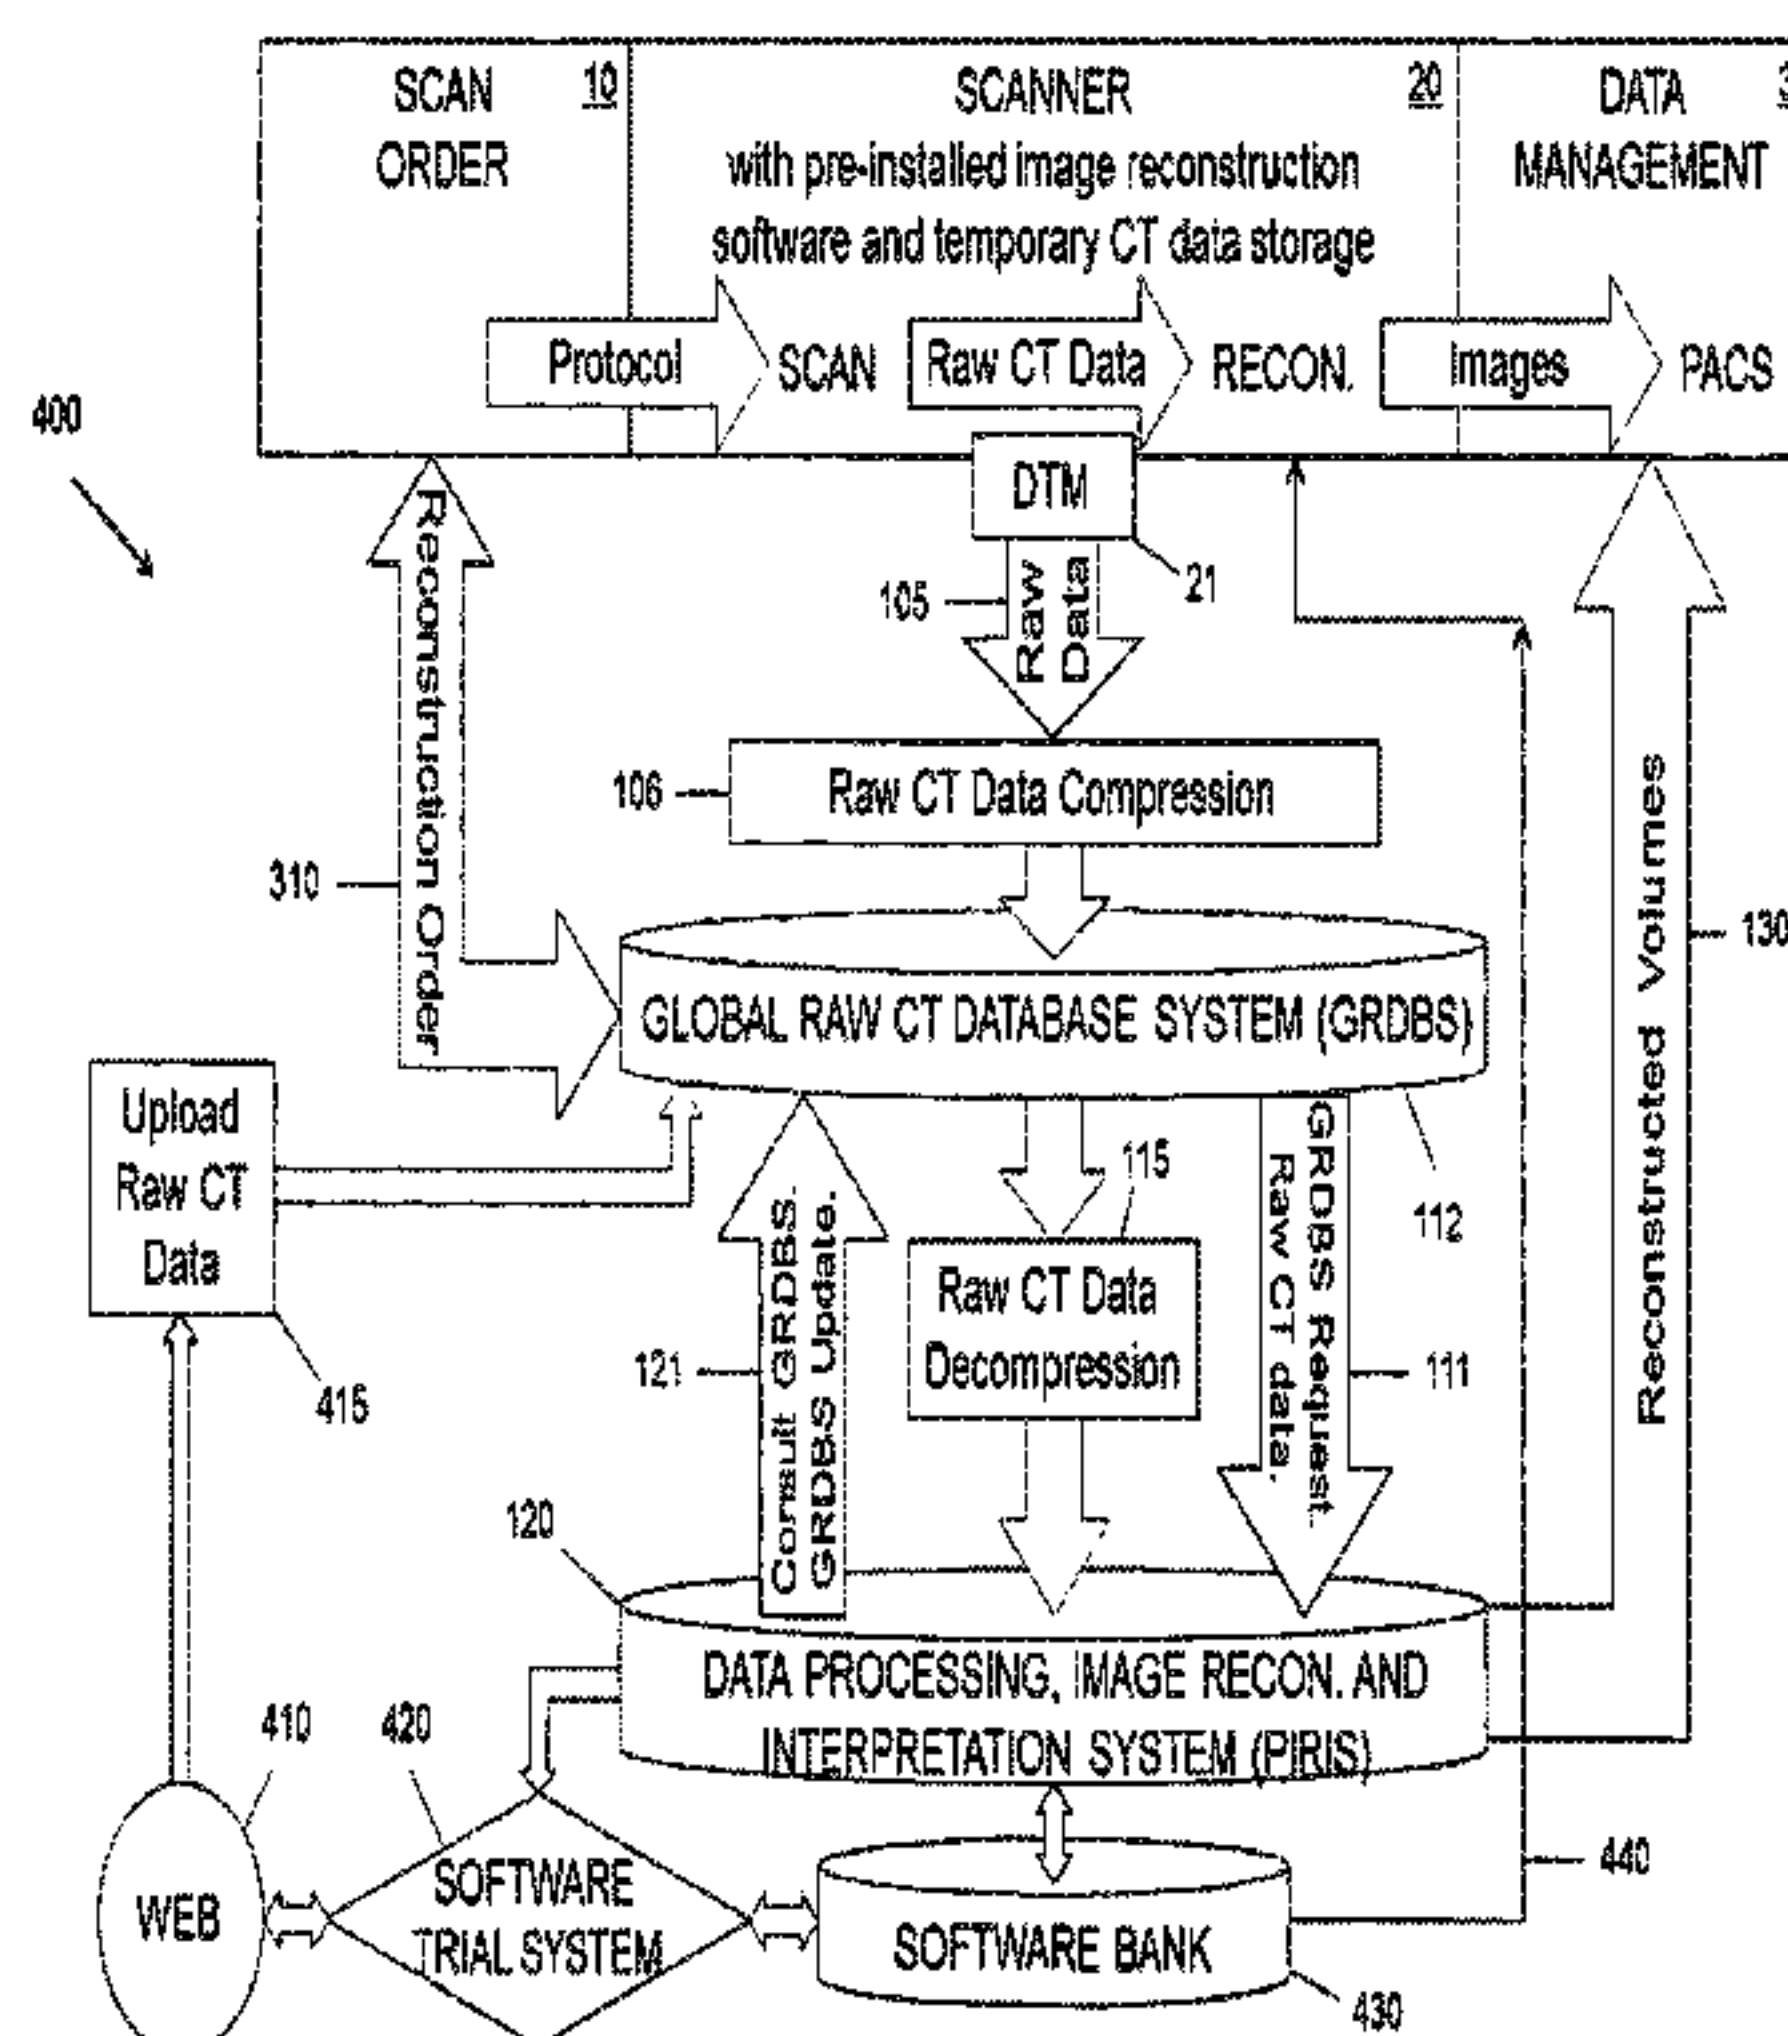 SCAN
ORDER
10
SCANNER
20
with pre-installed image reconstruction
software and temporary CT data storage
DATA
MANAGEMENT
Protocol
SCAN
Raw CT Data
RECON.
Images
PACS
400
DTM
21
105
Raw
Data
Reconstruction Order
106
Raw CT Data Compression
310
GLOBAL RAW CT DATABASE SYSTEM (GRDBS)
130
Reconstructed Volumes
Upload
Raw CT
Data
415
115
112
Consult GRDBS.
GRDBS Update.
121
Raw CT Data
Decompression
GRDBS Request.
Raw CT data.
111
120
DATA PROCESSING, IMAGE RECON. AND
INTERPRETATION SYSTEM (PIRIS)
410
420
440
WEB
SOFTWARE
TRIAL SYSTEM
SOFTWARE BANK
430